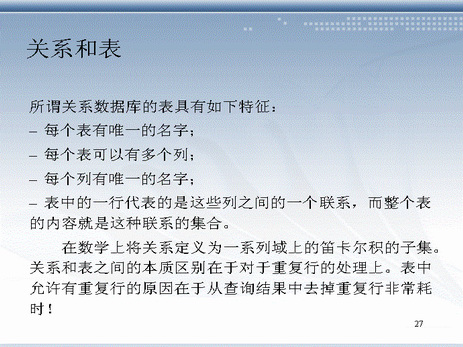 关系和表
所谓关系数据库的表具有如下特征：
– 每个表有唯一的名字；
– 每个表可以有多个列；
– 每个列有唯一的名字；
– 表中的一行代表的是这些列之间的一个联系，而整个表
的内容就是这种联系的集合。
在数学上将关系定义为一系列域上的笛卡尔积的子集。
关系和表之间的本质区别在于对于重复行的处理上。表中
允许有重复行的原因在于从查询结果中去掉重复行非常耗
时！
27